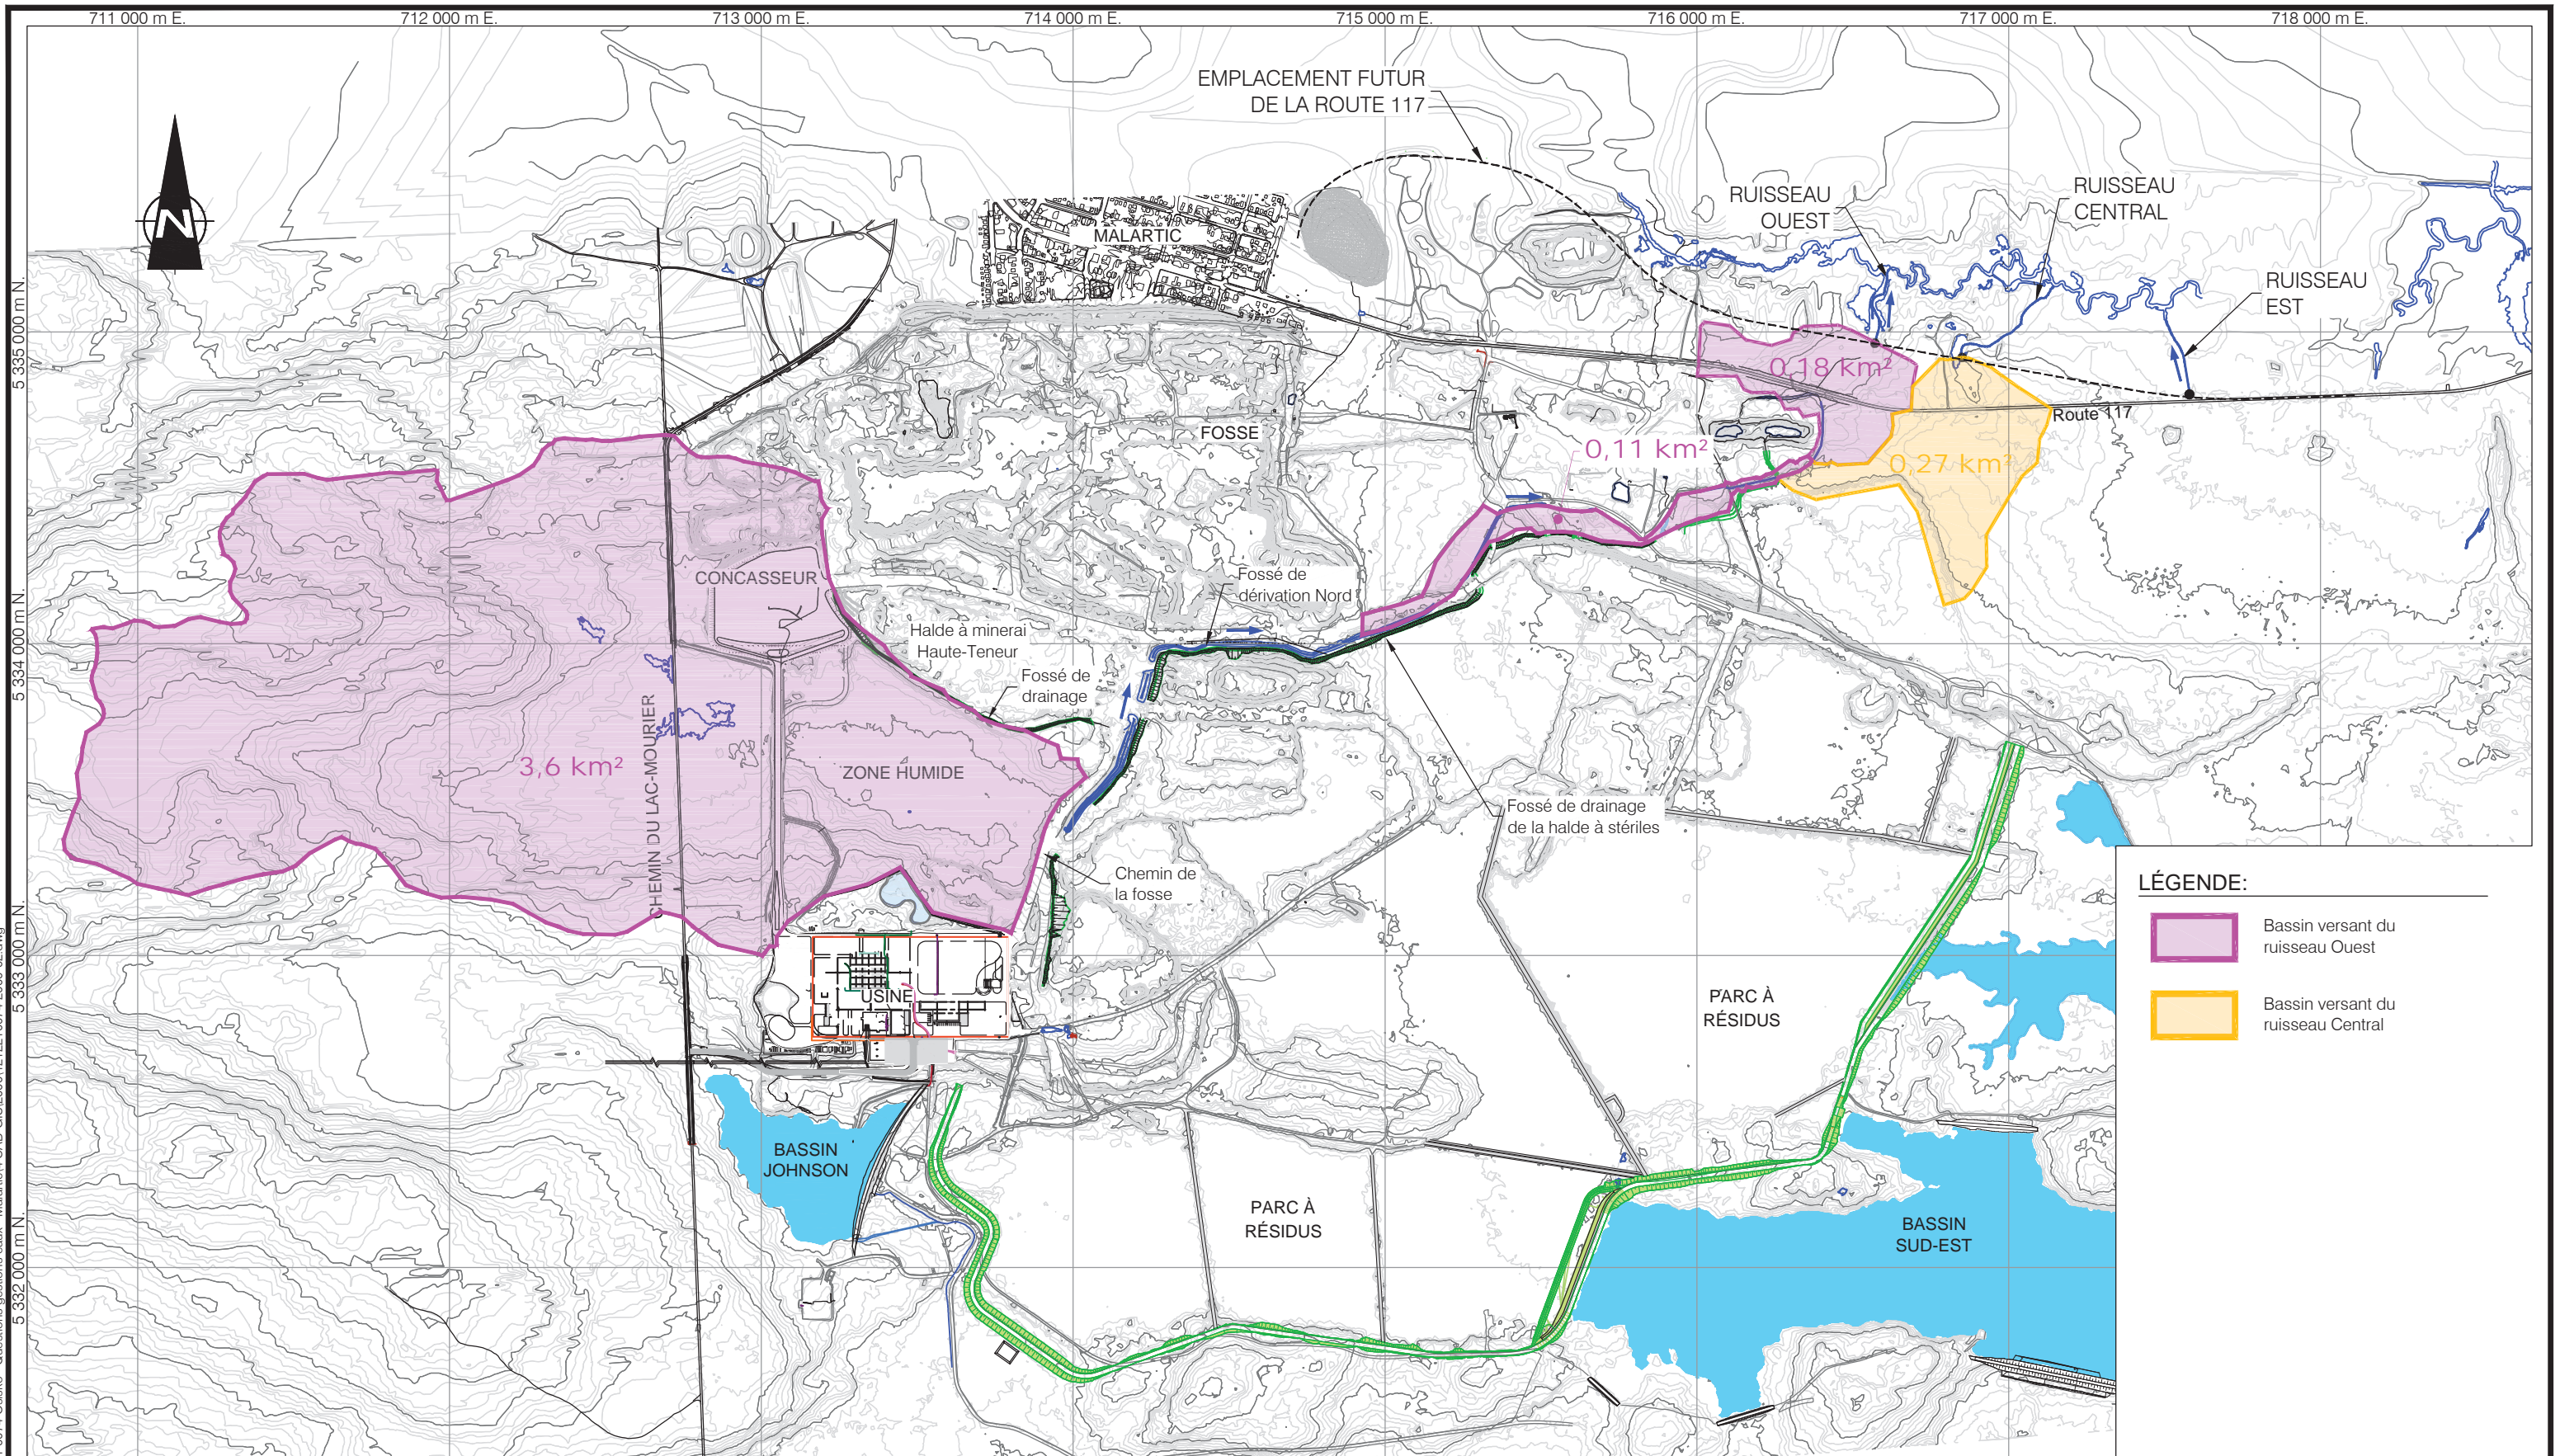 711 000 m E.
712 000 m E.
713 000 m E.
714 000 m E.
715 000 m E.
716 000 m E.
717 000 m E.
718 000 m E.
EMPLACEMENT FUTUR
DE LA ROUTE 117
N
MALARTIC
RUISSEAU
OUEST
RUISSEAU
CENTRAL
RUISSEAU
EST
5 335 000 m N.
0,18 km²
Route 117
FOSSE
0,11 km²
0,27 km²
CONCASSEUR
Fossé de
dérivation Nord
Halde à minerai
Haute-Teneur
Fossé de
drainage
5 334 000 m N.
CHEMIN DU LAC-MOURIER
3,6 km²
ZONE HUMIDE
Fossé de drainage
de la halde à stériles
Chemin de
la fosse
LÉGENDE:
Bassin versant du
ruisseau Ouest
Bassin versant du
ruisseau Central
5 333 000 m N.
USINE
PARC À
RÉSIDUS
BASSIN
JOHNSON
PARC À
RÉSIDUS
BASSIN
SUD-EST
5 332 000 m N.